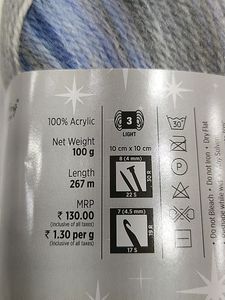 100% Acrylic
Net Weight
100 g
Length
267 m
MRP
₹ 130.00
(Inclusive of all taxes)
₹ 1.30 per g
(Inclusive of all taxes)
3
LIGHT
10 cm x 10 cm
8 (4 mm)
30 R
22 S
7 (4.5 mm)
19 R
17 S
30°
P
• Do not Bleach • Do not Iron • Dry Flat